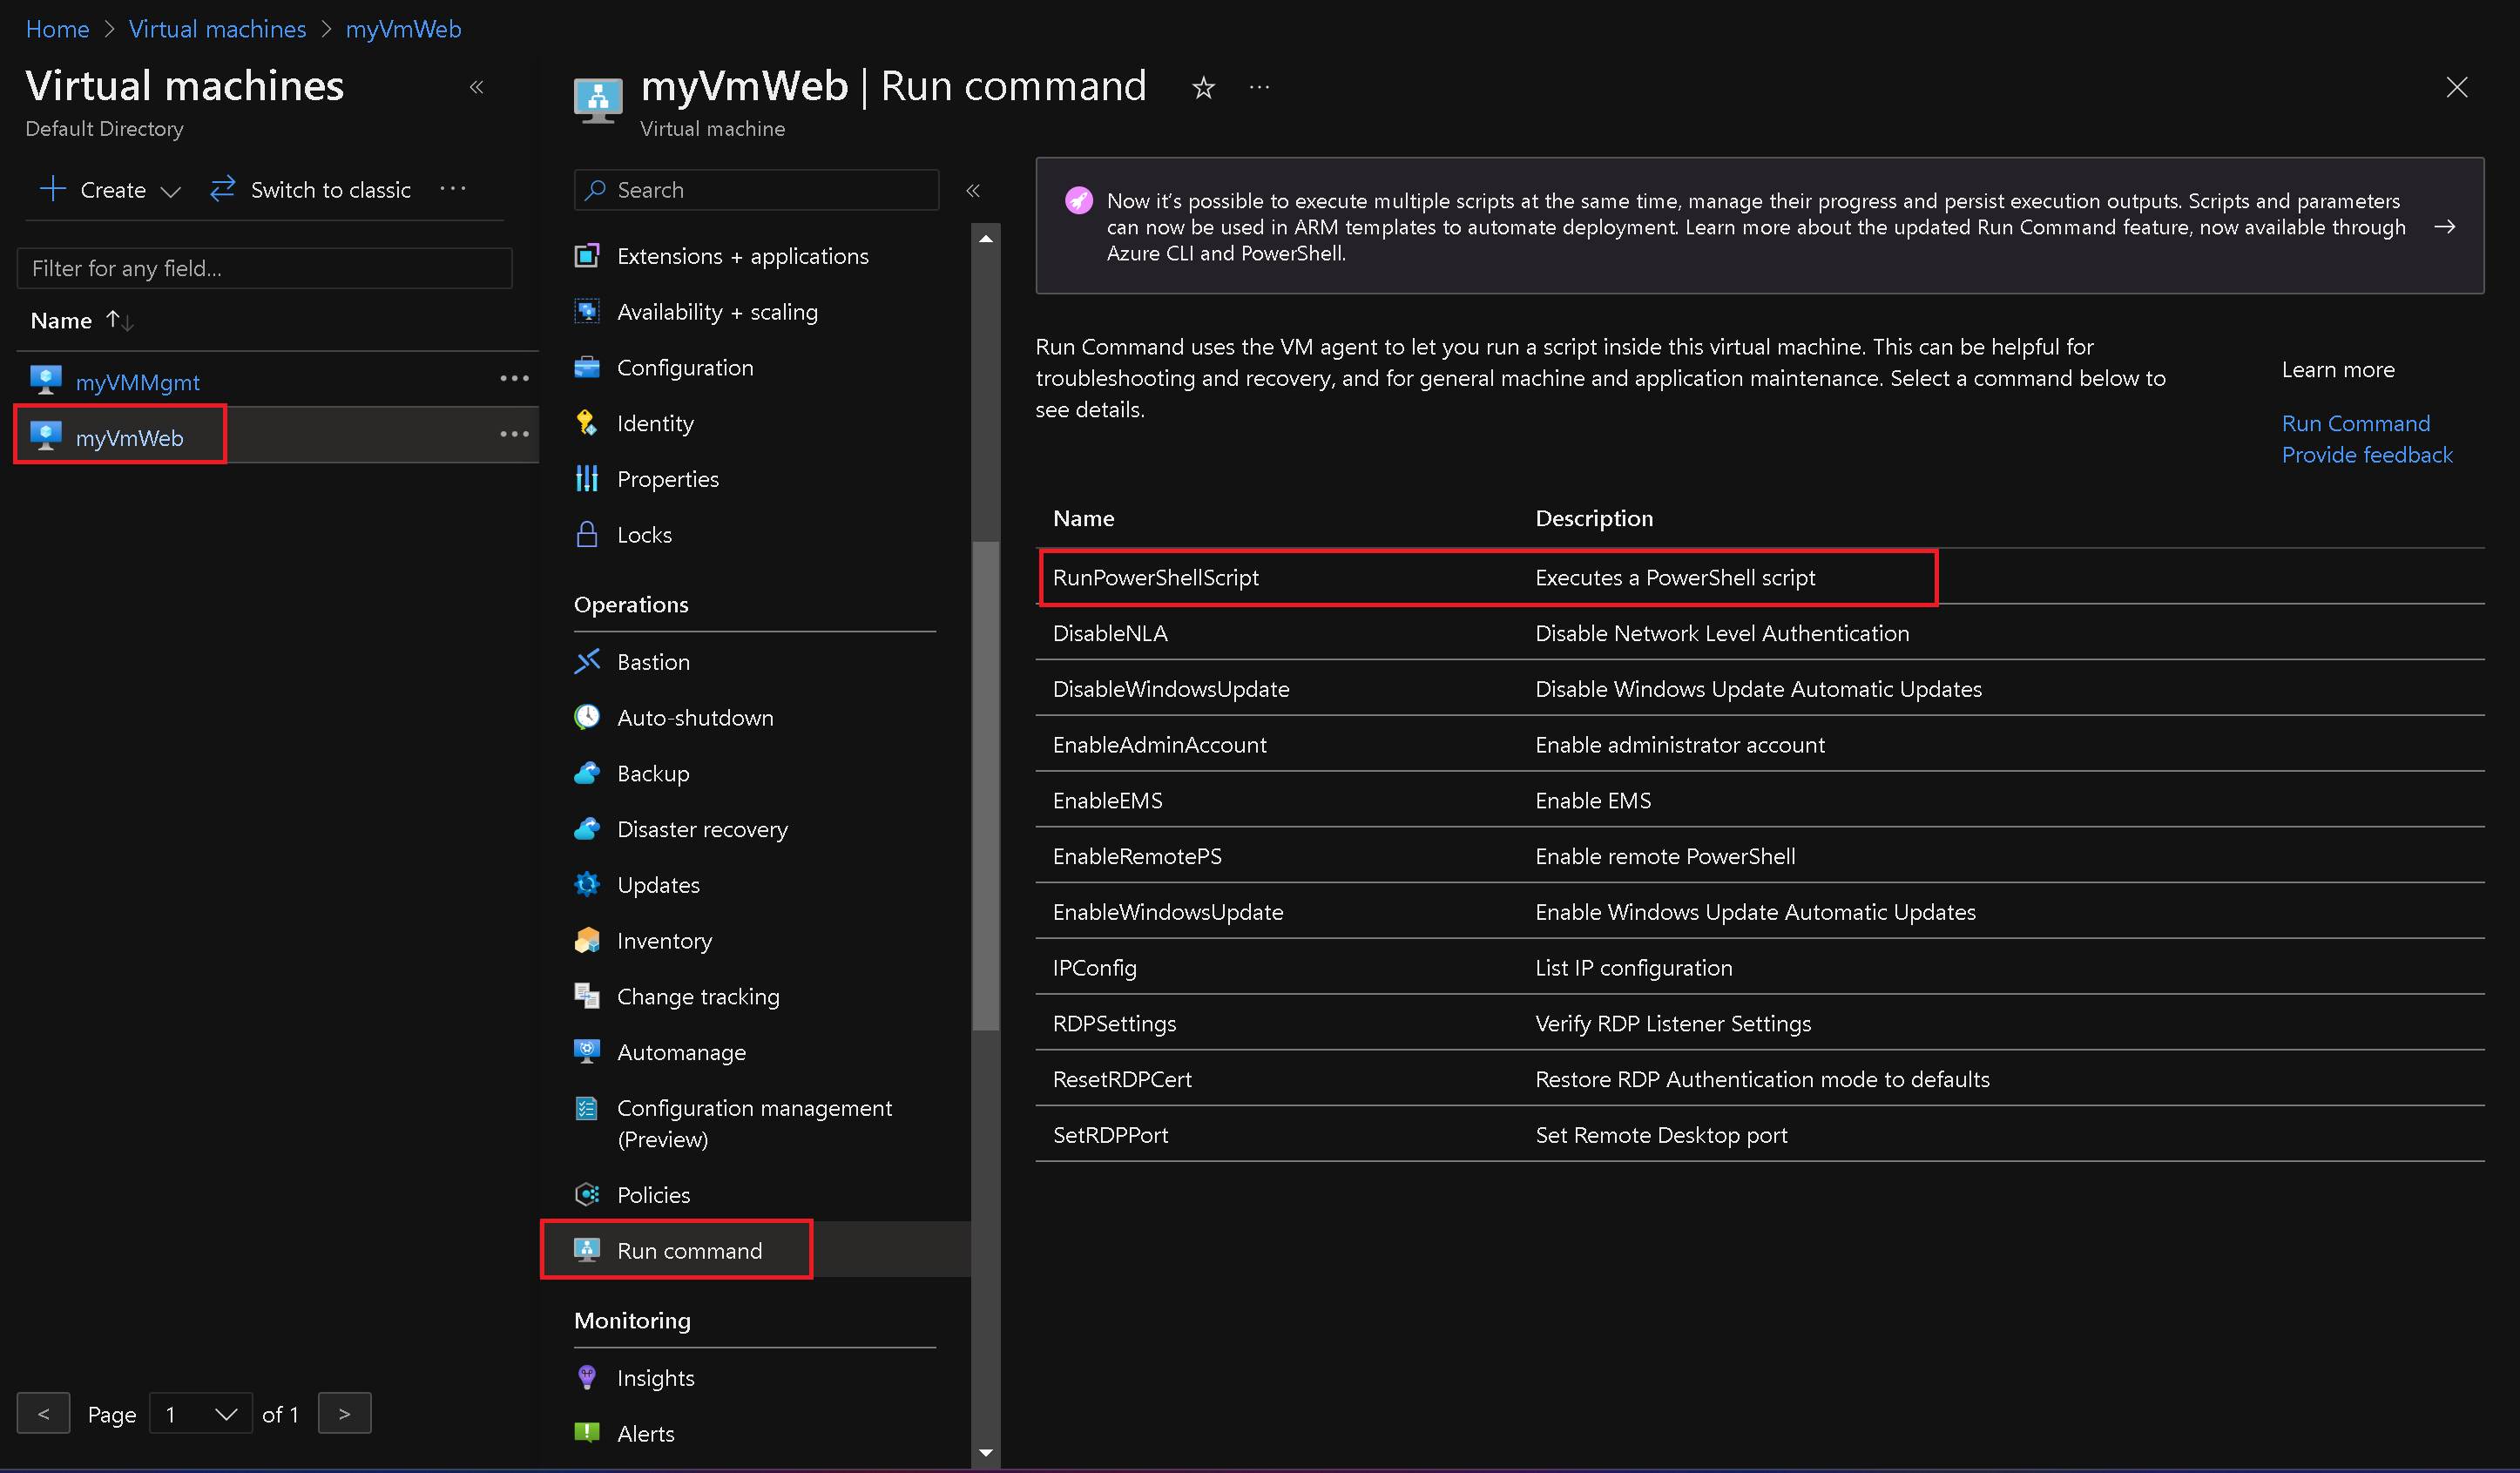 Home > Virtual machines > myVmWeb
Virtual machines
Default Directory
Create
Switch to classic
Filter for any field...
Name
myVMMgmt
myVmWeb
< Page 1 of 1 >
myVmWeb | Run command
Virtual machine
Search
Extensions + applications
Availability + scaling
Configuration
Identity
Properties
Locks
Operations
Bastion
Auto-shutdown
Backup
Disaster recovery
Updates
Inventory
Change tracking
Automanage
Configuration management
(Preview)
Policies
Run command
Monitoring
Insights
Alerts
Now it's possible to execute multiple scripts at the same time, manage their progress and persist execution outputs. Scripts and parameters
can now be used in ARM templates to automate deployment. Learn more about the updated Run Command feature, now available through
Azure CLI and PowerShell.
Run Command uses the VM agent to let you run a script inside this virtual machine. This can be helpful for
troubleshooting and recovery, and for general machine and application maintenance. Select a command below to
see details.
Learn more
Run Command
Provide feedback
Name Description
RunPowerShellScript Executes a PowerShell script
DisableNLA Disable Network Level Authentication
DisableWindowsUpdate Disable Windows Update Automatic Updates
EnableAdminAccount Enable administrator account
EnableEMS Enable EMS
EnableRemotePS Enable remote PowerShell
EnableWindowsUpdate Enable Windows Update Automatic Updates
IPConfig List IP configuration
RDPSettings Verify RDP Listener Settings
ResetRDPCert Restore RDP Authentication mode to defaults
SetRDPPort Set Remote Desktop port